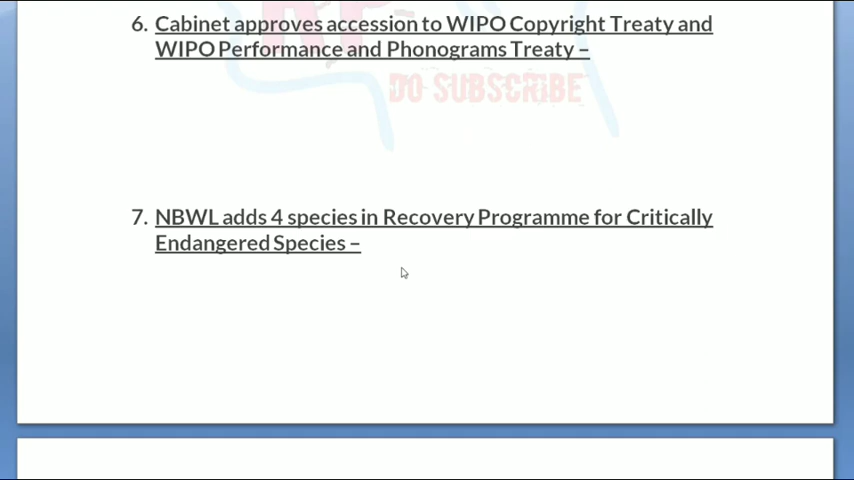 6. Cabinet approves accession to WIPO Copyright Treaty and
WIPO Performance and Phonograms Treaty –
DO SUBSCRIBE
7. NBWL adds 4 species in Recovery Programme for Critically
Endangered Species –